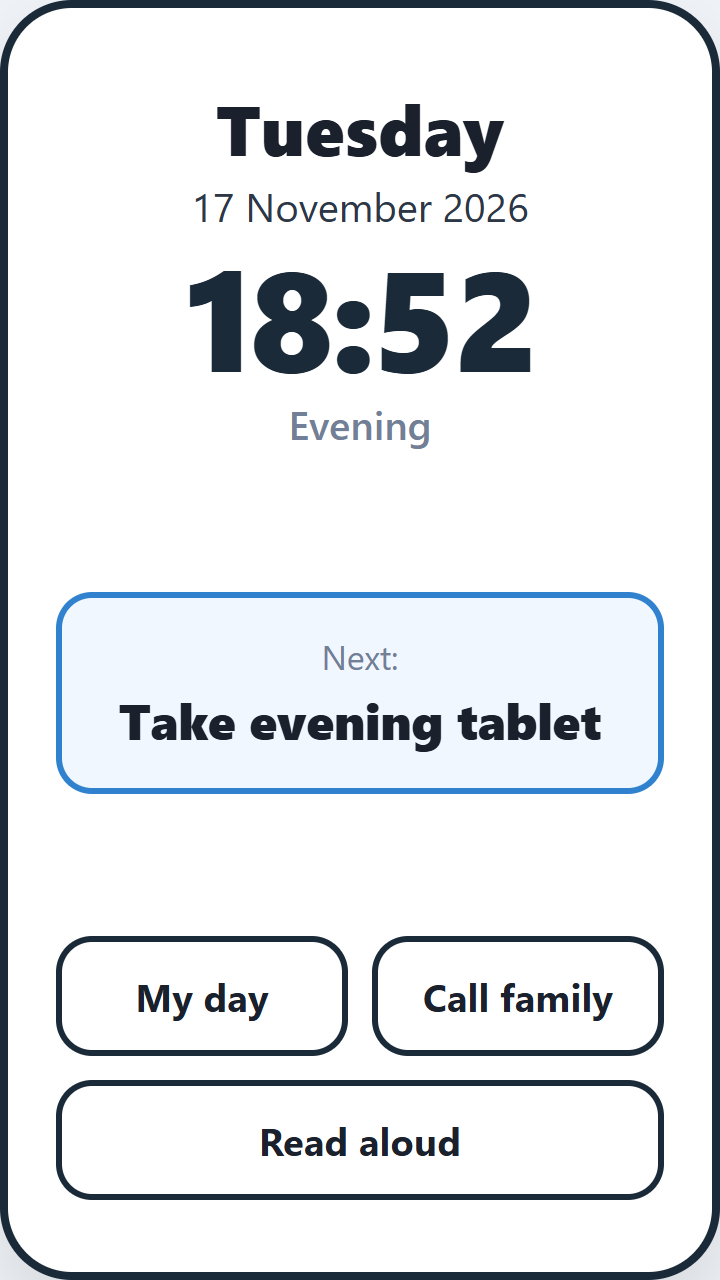 Tuesday
17 November 2026
18:52
Evening
Next:
Take evening tablet
My day
Call family
Read aloud